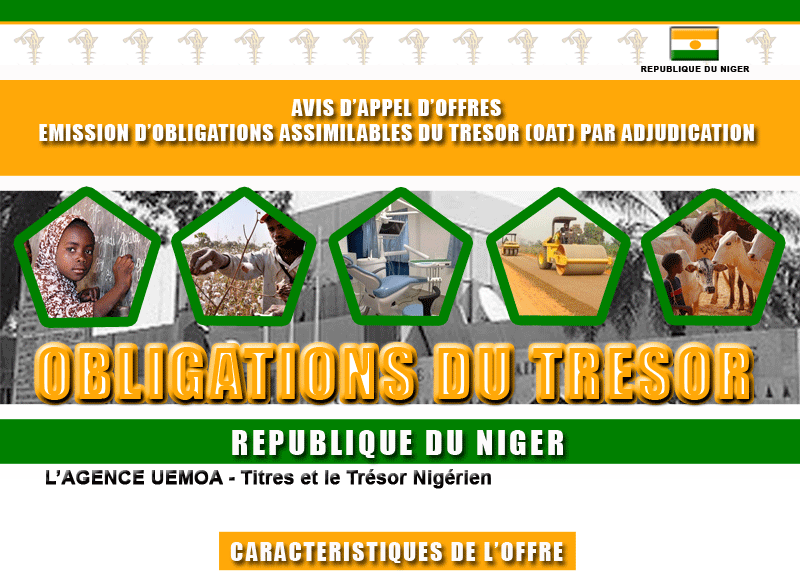 REPUBLIQUE DU NIGER
AVIS D'APPEL D'OFFRES
EMISSION D'OBLIGATIONS ASSIMILABLES DU TRESOR (OAT) PAR ADJUDICATION
OBLIGATIONS DU TRESOR
REPUBLIQUE DU NIGER
L'AGENCE UEMOA - Titres et le Trésor Nigérien
CARACTERISTIQUES DE L'OFFRE